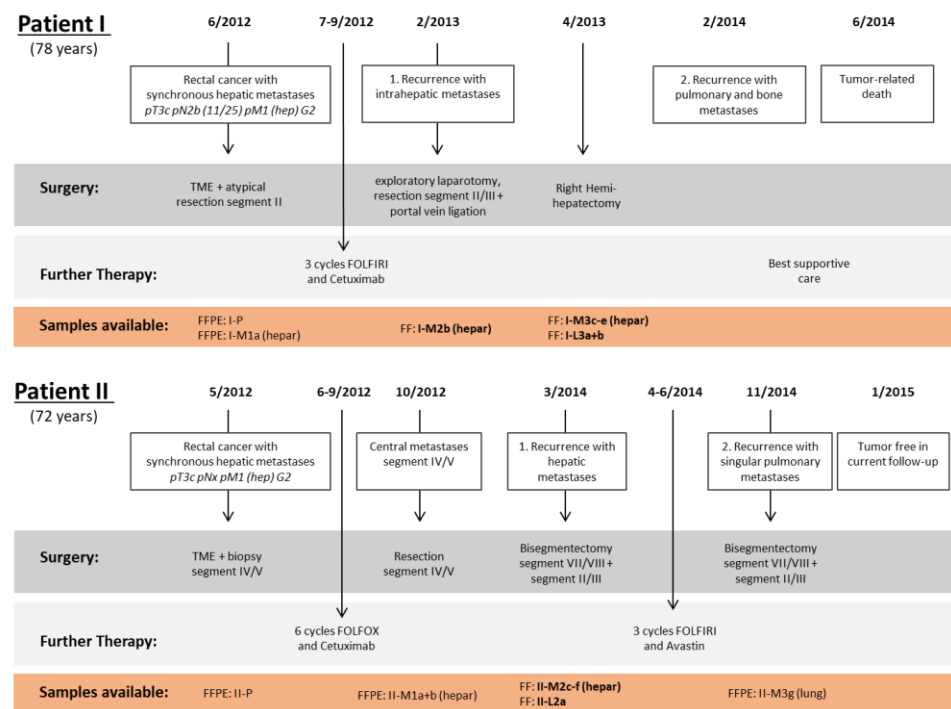 Patient I
(78 years)
6/2012
7-9/2012
2/2013
4/2013
2/2014
6/2014
Rectal cancer with
synchronous hepatic metastases
pT3c pN2b (11/25) pM1 (hep) G2
1. Recurrence with
intrahepatic metastases
2. Recurrence with
pulmonary and bone
metastases
Tumor-related
death
Surgery:
TME + atypical
resection segment II
exploratory laparotomy,
resection segment II/III +
portal vein ligation
Right Hemi-
hepatectomy
Further Therapy:
3 cycles FOLFIRI
and Cetuximab
Best supportive
care
Samples available:
FFPE: I-P
FFPE: I-M1a (hepar)
FF: I-M2b (hepar)
FF: I-M3c-e (hepar)
FF: I-L3a+b
Patient II
(72 years)
5/2012
6-9/2012
10/2012
3/2014
4-6/2014
11/2014
1/2015
Rectal cancer with
synchronous hepatic metastases
pT3c pNx pM1 (hep) G2
Central metastases
segment IV/V
1. Recurrence with
hepatic
metastases
2. Recurrence with
singular pulmonary
metastases
Tumor free in
current follow-up
Surgery:
TME + biopsy
segment IV/V
Resection
segment IV/V
Bisegmentectomy
segment VII/VIII +
segment II/III
Bisegmentectomy
segment VII/VIII +
segment II/III
Further Therapy:
6 cycles FOLFOX
and Cetuximab
3 cycles FOLFIRI
and Avastin
Samples available:
FFPE: II-P
FFPE: II-M1a+b (hepar)
FF: II-M2c-f (hepar)
FF: II-L2a
FFPE: II-M3g (lung)